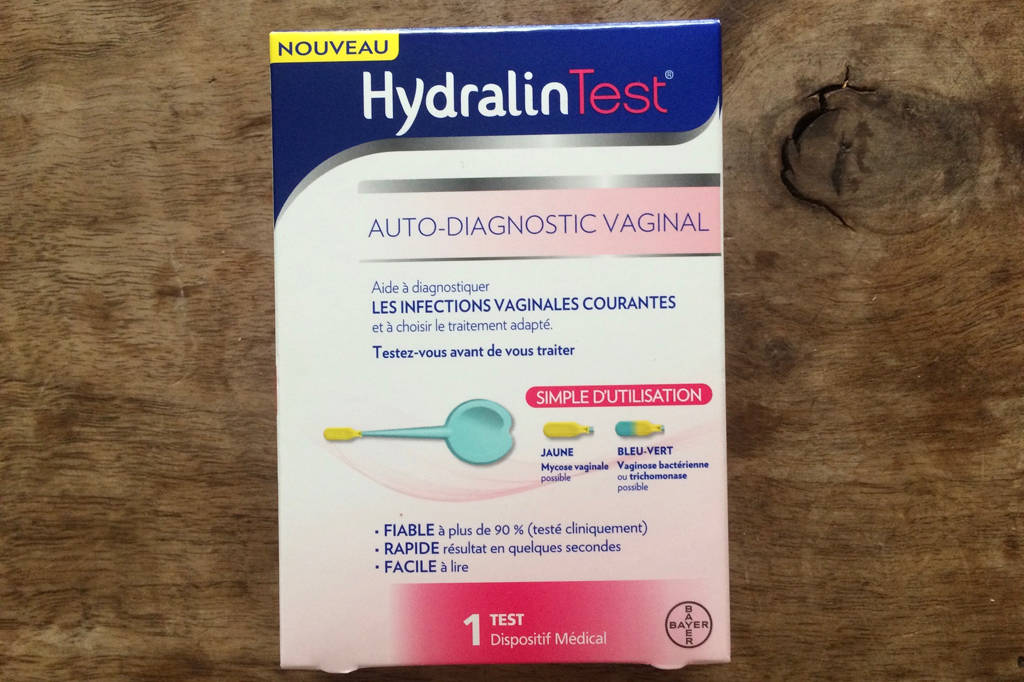 NOUVEAU
HydralinTest®
AUTO-DIAGNOSTIC VAGINAL
Aide à diagnostiquer
LES INFECTIONS VAGINALES COURANTES
et à choisir le traitement adapté.
Testez-vous avant de vous traiter
SIMPLE D'UTILISATION
JAUNE
Mycose vaginale
possible
BLEU-VERT
Vaginose bactérienne
ou trichomonase
possible
• FIABLE à plus de 90 % (testé cliniquement)
• RAPIDE résultat en quelques secondes
• FACILE à lire
1 TEST
Dispositif Médical
BAYER
BAYER